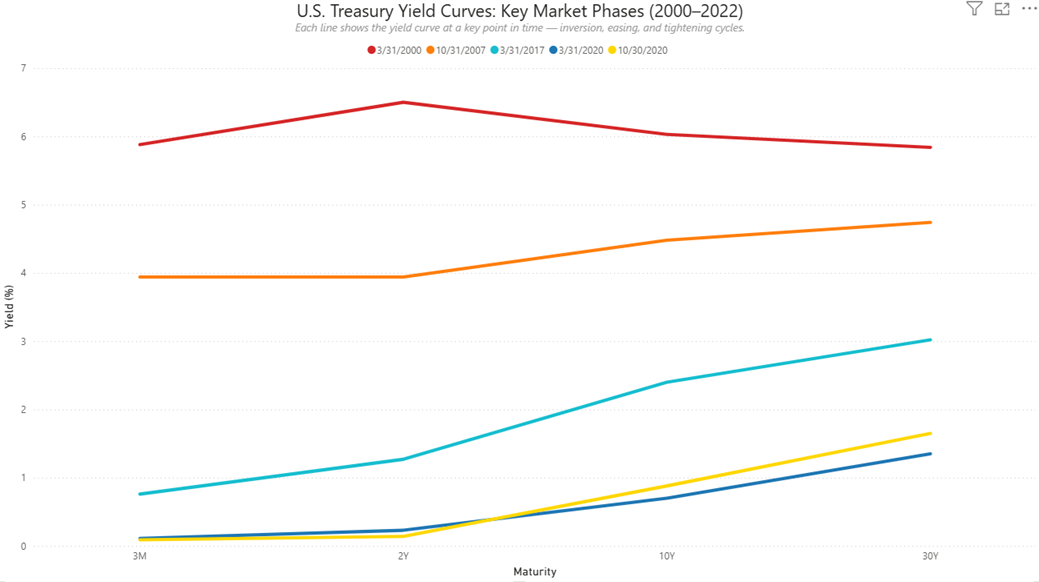 U.S. Treasury Yield Curves: Key Market Phases (2000–2022)
Each line shows the yield curve at a key point in time — inversion, easing, and tightening cycles.
3/31/2000 10/31/2007 3/31/2017 3/31/2020 10/30/2020
7
6
5
4
3
2
1
0
Yield (%)
3M 2Y 10Y 30Y
Maturity